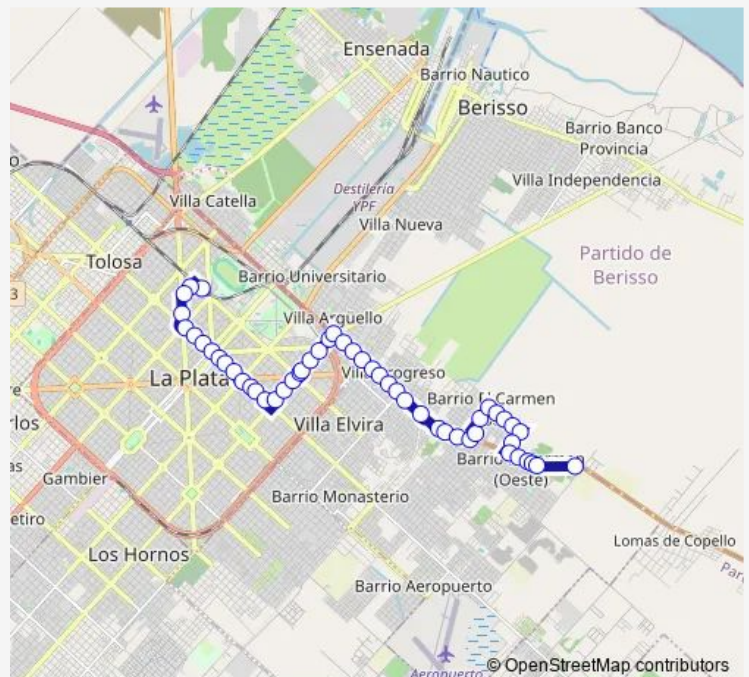 Ensenada
Barrio Nautico
Berisso
Barrio Banco
Provincia
Destilería
YPF
Villa Independencia
Villa Catella
Villa Nueva
Partido de
Berisso
Tolosa
Barrio Universitario
3
Villa Arguello
La Plata
Barrio El Carmen
Villa Elvira
(Oeste)
Gambier
Barrio Monasterio
Lomas de Copello
Los Hornos
Barrio Aeropuerto
Aeropuerto
© OpenStreetMap contributors